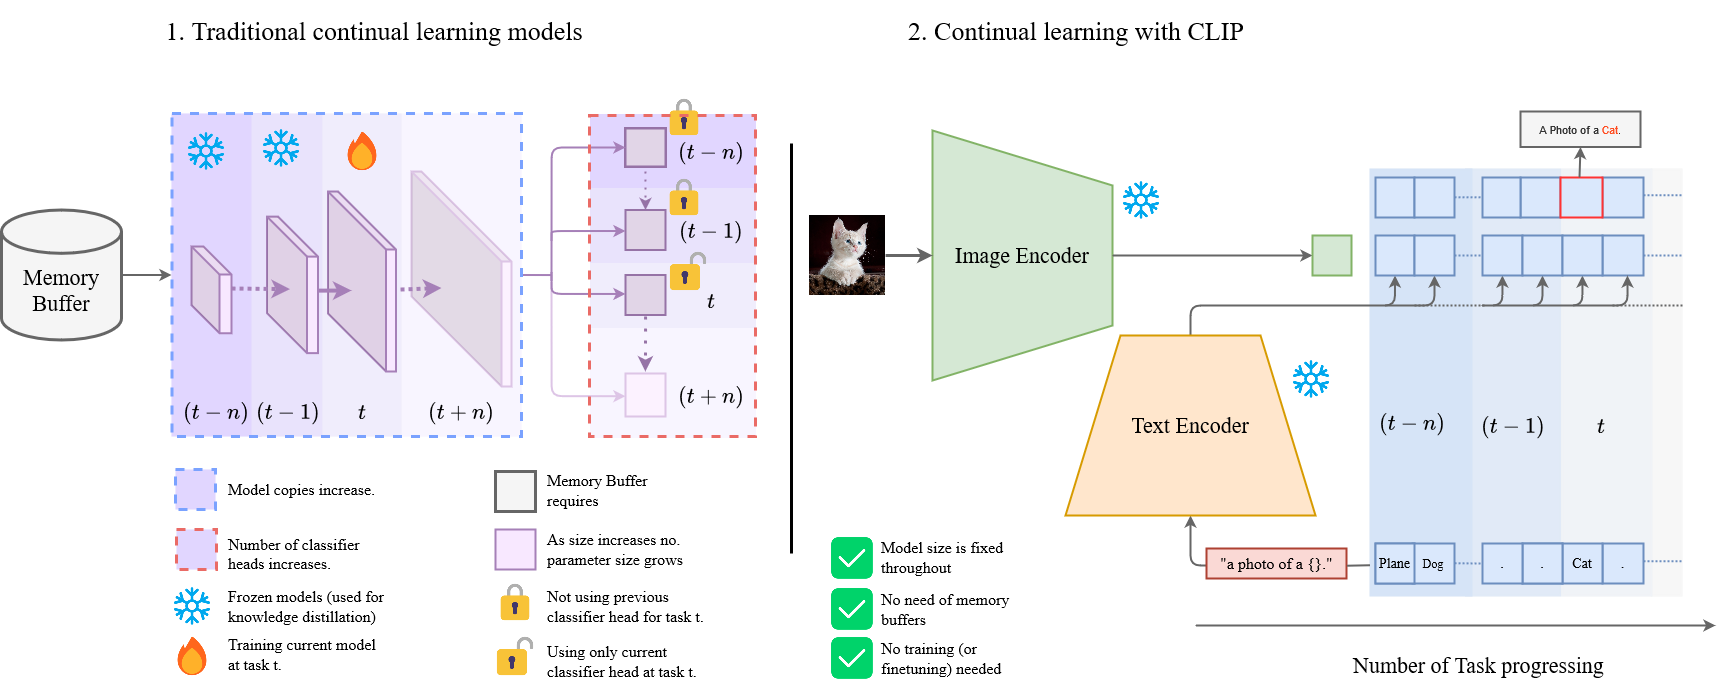 1. Traditional continual learning models
2. Continual learning with CLIP
Memory
Buffer
(t − n)
(t − 1)
t
(t + n)
(t − n)
(t − 1)
t
(t + n)
Model copies increase.
Number of classifier
heads increases.
Frozen models (used for
knowledge distillation)
Training current model
at task t.
Memory Buffer
requires
As size increases no.
parameter size grows
Not using previous
classifier head for task t.
Using only current
classifier head at task t.
A Photo of a Cat.
Image Encoder
Text Encoder
(t − n)
(t − 1)
t
"a photo of a {}."
Plane
Dog
.
.
Cat
.
Model size is fixed
throughout
No need of memory
buffers
No training (or
finetuning) needed
Number of Task progressing